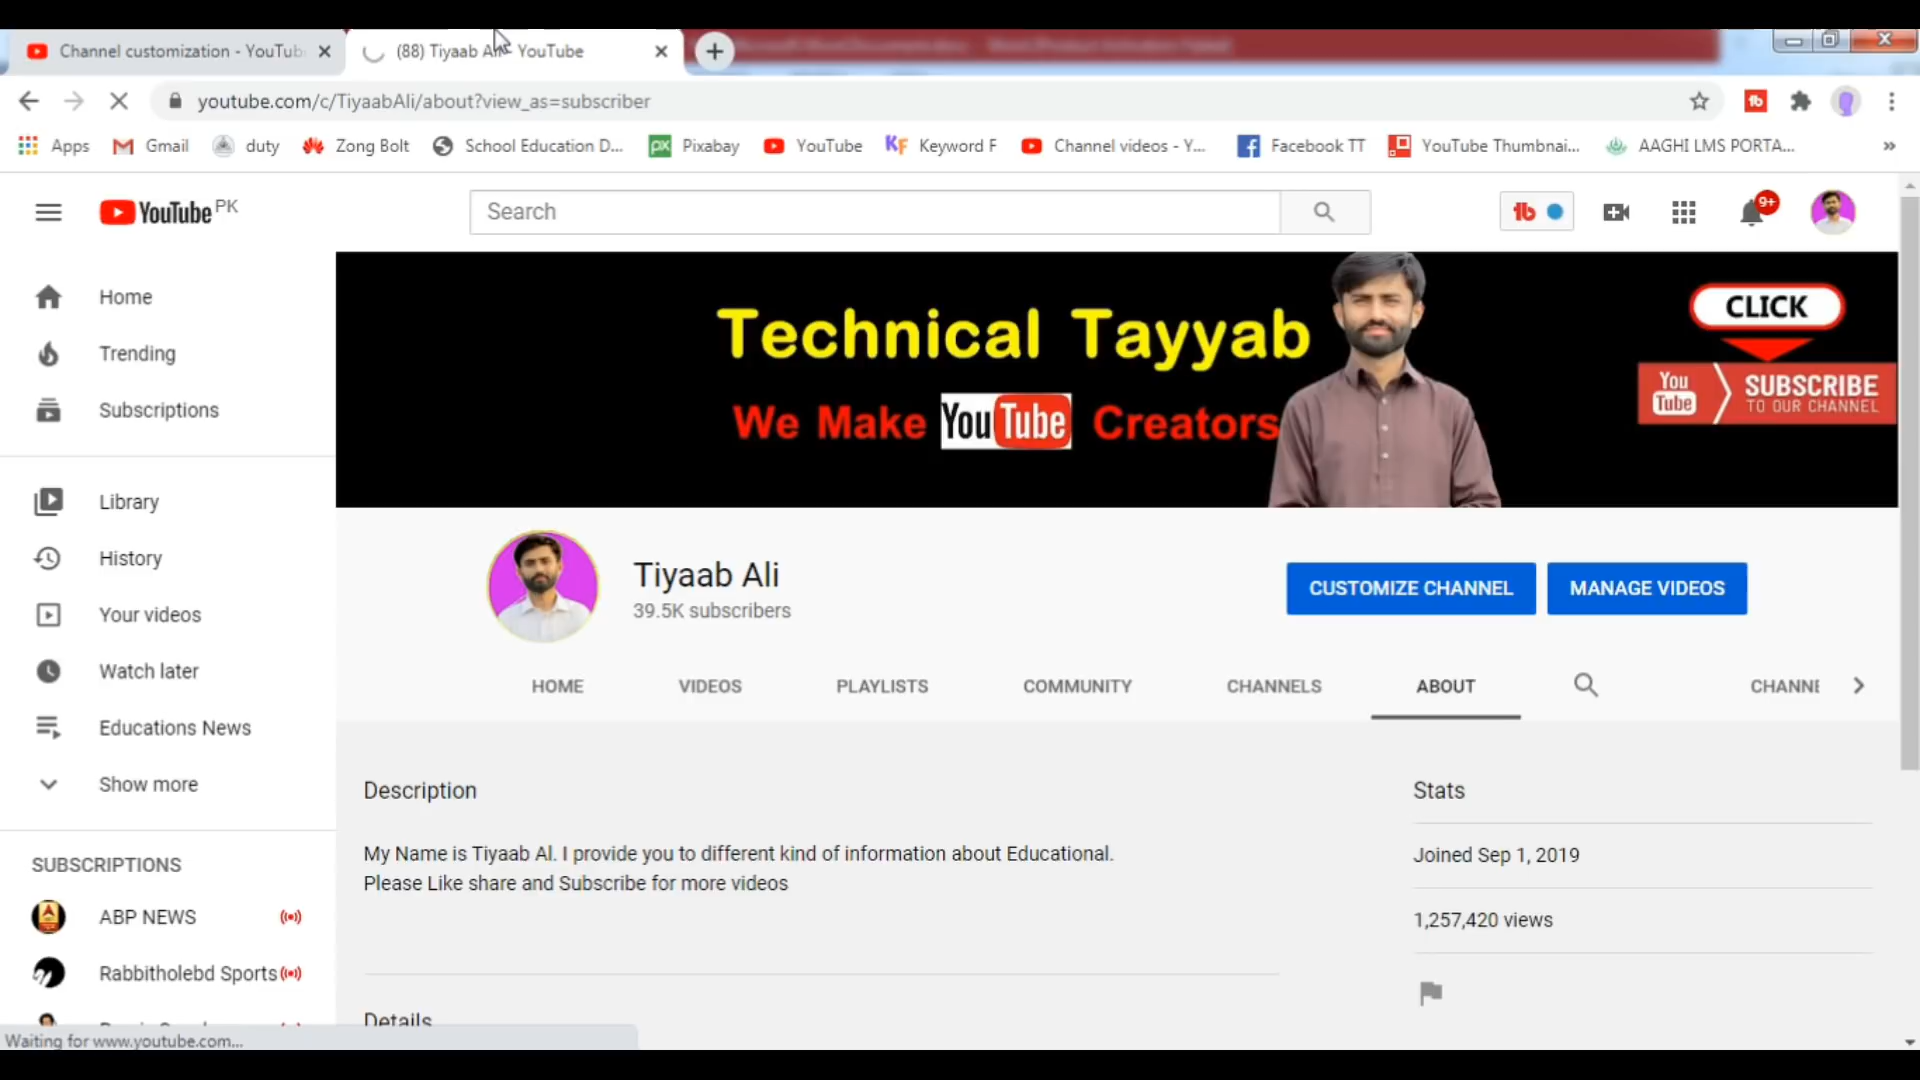 Channel customization - YouTub
(88) Tiyaab Ali - YouTube
youtube.com/c/TiyaabAli/about?view_as=subscriber
Apps
Gmail
duty
Zong Bolt
School Education D...
Pixabay
YouTube
Keyword F
Channel videos - Y...
Facebook TT
YouTube Thumbnai...
AAGHI LMS PORTA...
YouTube PK
Search
9+
Home
Trending
Subscriptions
Library
History
Your videos
Watch later
Educations News
Show more
SUBSCRIPTIONS
ABP NEWS
Rabbitholebd Sports
Waiting for www.youtube.com...
Technical Tayyab
We Make YouTube Creators
CLICK
You Tube SUBSCRIBE
TO OUR CHANNEL
Tiyaab Ali
39.5K subscribers
CUSTOMIZE CHANNEL
MANAGE VIDEOS
HOME
VIDEOS
PLAYLISTS
COMMUNITY
CHANNELS
ABOUT
CHANNE
Description
My Name is Tiyaab Al. I provide you to different kind of information about Educational.
Please Like share and Subscribe for more videos
Details
Stats
Joined Sep 1, 2019
1,257,420 views